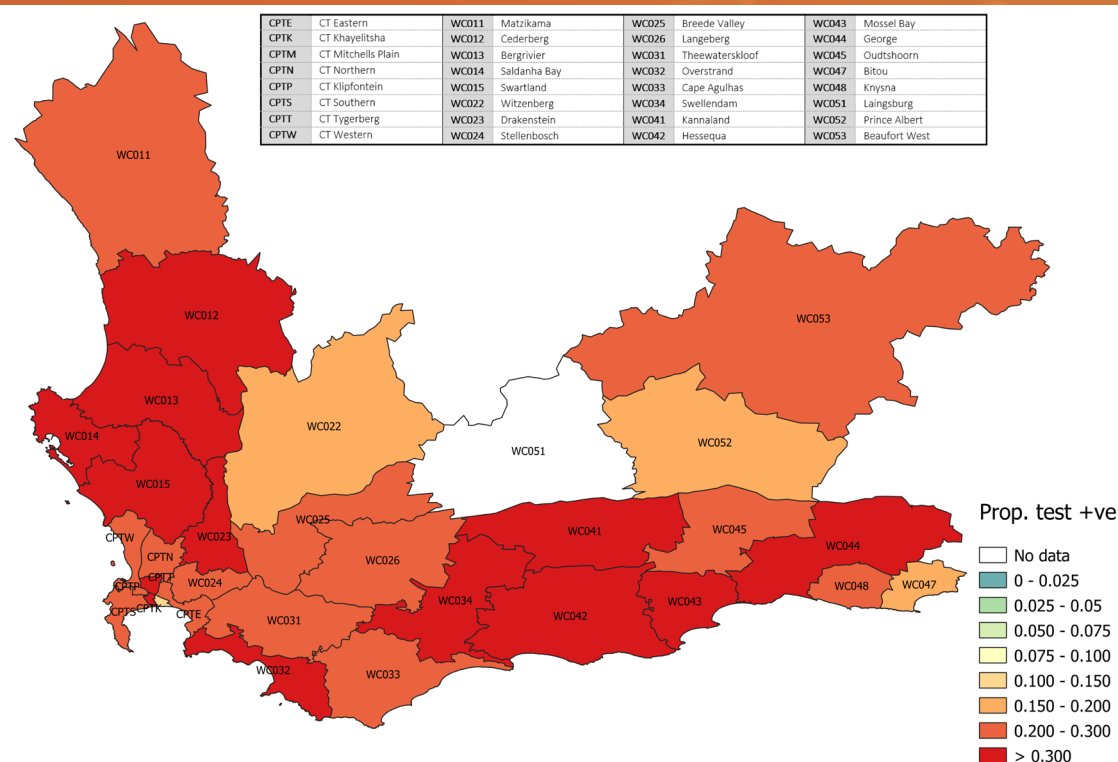 CPTE CT Eastern WC011 Matzikama WC025 Breede Valley WC043 Mossel Bay
CPTK CT Khayelitsha WC012 Cederberg WC026 Langeberg WC044 George
CPTM CT Mitchells Plain WC013 Bergrivier WC031 Theewaterskloof WC045 Oudtshoorn
CPTN CT Northern WC014 Saldanha Bay WC032 Overstrand WC047 Bitou
CPTP CT Klipfontein WC015 Swartland WC033 Cape Agulhas WC048 Knysna
CPTS CT Southern WC022 Witzenberg WC034 Swellendam WC051 Laingsburg
CPTT CT Tygerberg WC023 Drakenstein WC041 Kannaland WC052 Prince Albert
CPTW CT Western WC024 Stellenbosch WC042 Hessequa WC053 Beaufort West
WC011
WC012
WC053
WC013
WC022
WC014
WC052
WC051
WC015
WC025
WC041
WC045
CPTW
WC023
WC044
CPTN
WC026
CPTT
WC024
CPTP
WC047
WC048
WC034
WC043
CPTS
CPTK
CPTE
WC031
WC042
WC032
WC033
Prop. test +ve
No data
0 - 0.025
0.025 - 0.05
0.050 - 0.075
0.075 - 0.100
0.100 - 0.150
0.150 - 0.200
0.200 - 0.300
> 0.300